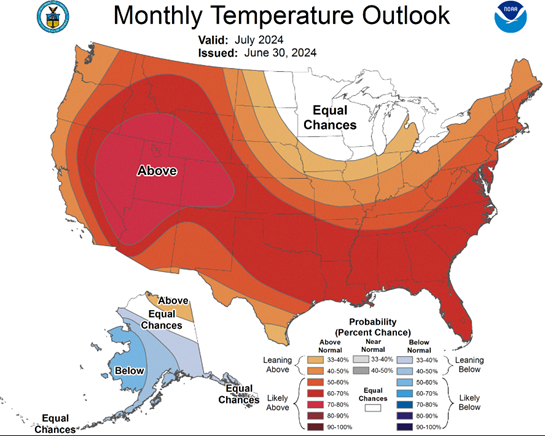 Monthly Temperature Outlook
Valid: July 2024
Issued: June 30, 2024
NOAA
Equal
Chances
Above
Above
Equal
Chances
Below
Equal
Chances
Equal
Chances
Probability
(Percent Chance)
Above Normal
Near Normal
Below Normal
Leaning Above
33-40% 33-40% 33-40%
40-50% 40-50% 40-50%
Leaning Below
Likely Above
50-60% 50-60%
60-70% 60-70%
70-80% 70-80%
80-90% 80-90%
90-100% 90-100%
Equal Chances
Likely Below